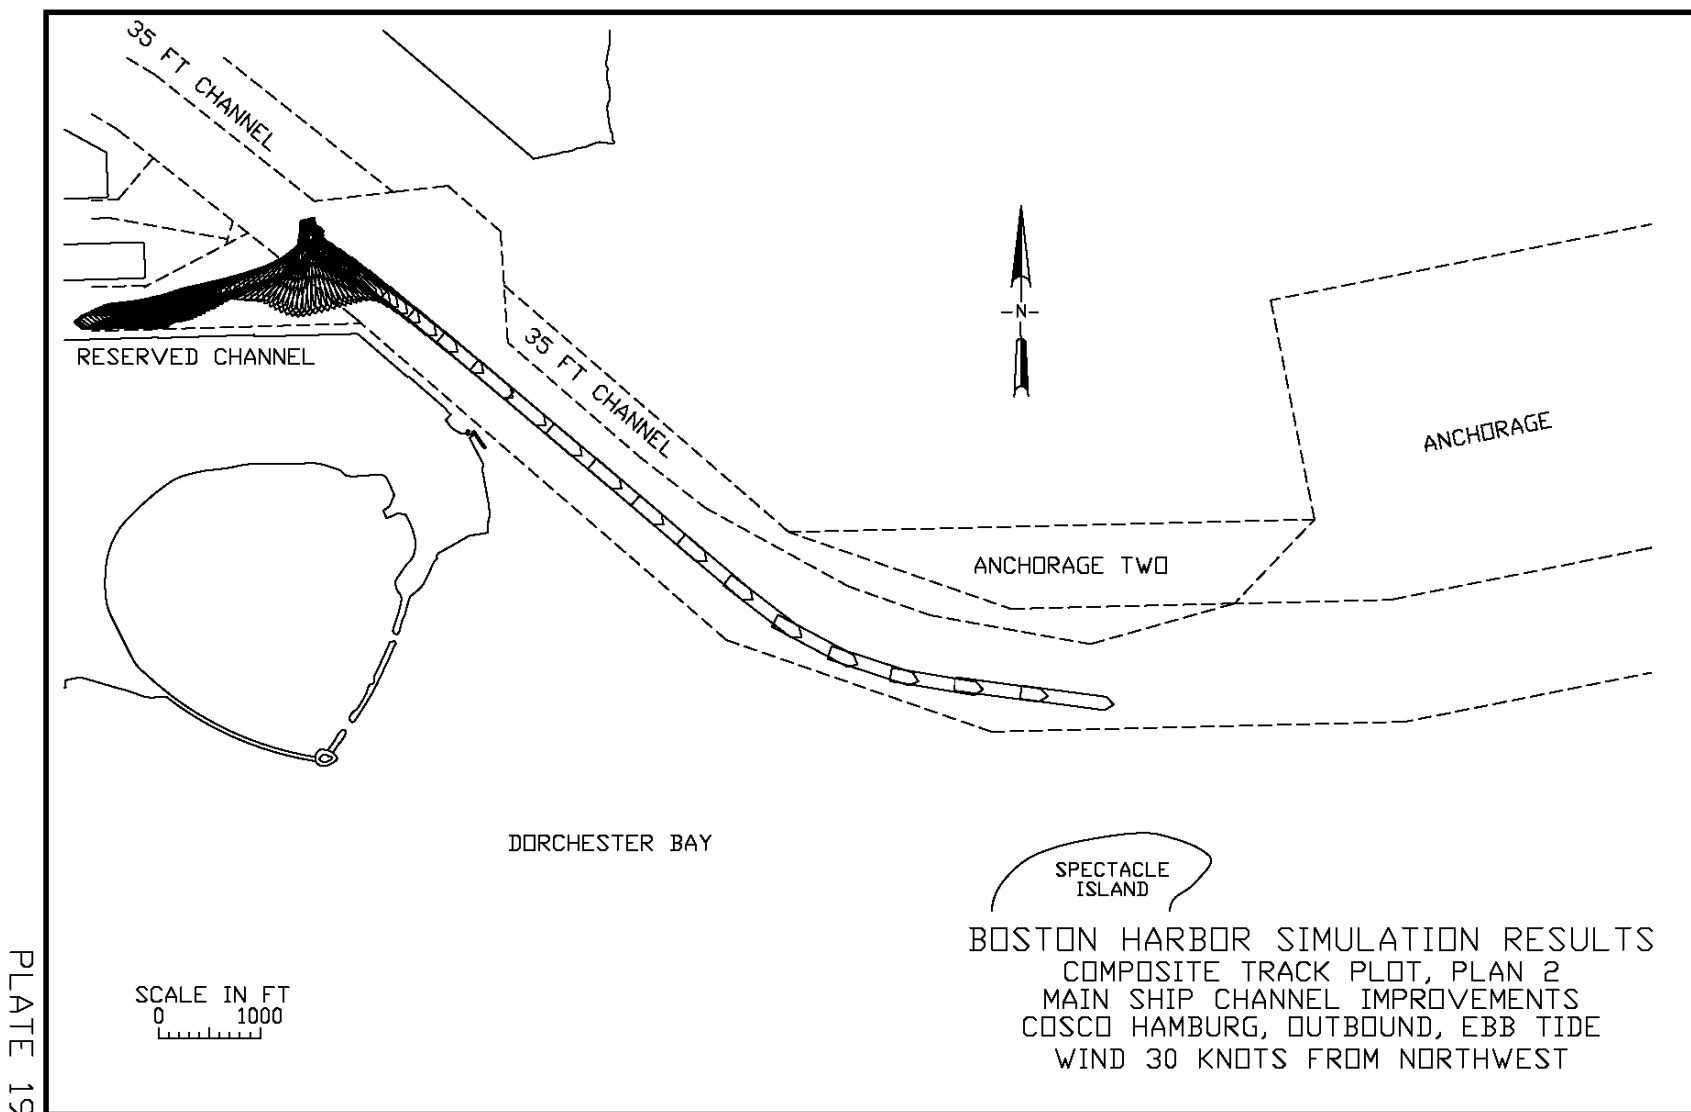 35 FT CHANNEL
RESERVED CHANNEL
35 FT CHANNEL
-N-
ANCHORAGE
ANCHORAGE TWO
DORCHESTER BAY
SPECTACLE
ISLAND
SCALE IN FT
0 1000
BOSTON HARBOR SIMULATION RESULTS
COMPOSITE TRACK PLOT, PLAN 2
MAIN SHIP CHANNEL IMPROVEMENTS
COSCO HAMBURG, OUTBOUND, EBB TIDE
WIND 30 KNOTS FROM NORTHWEST
PLATE 19